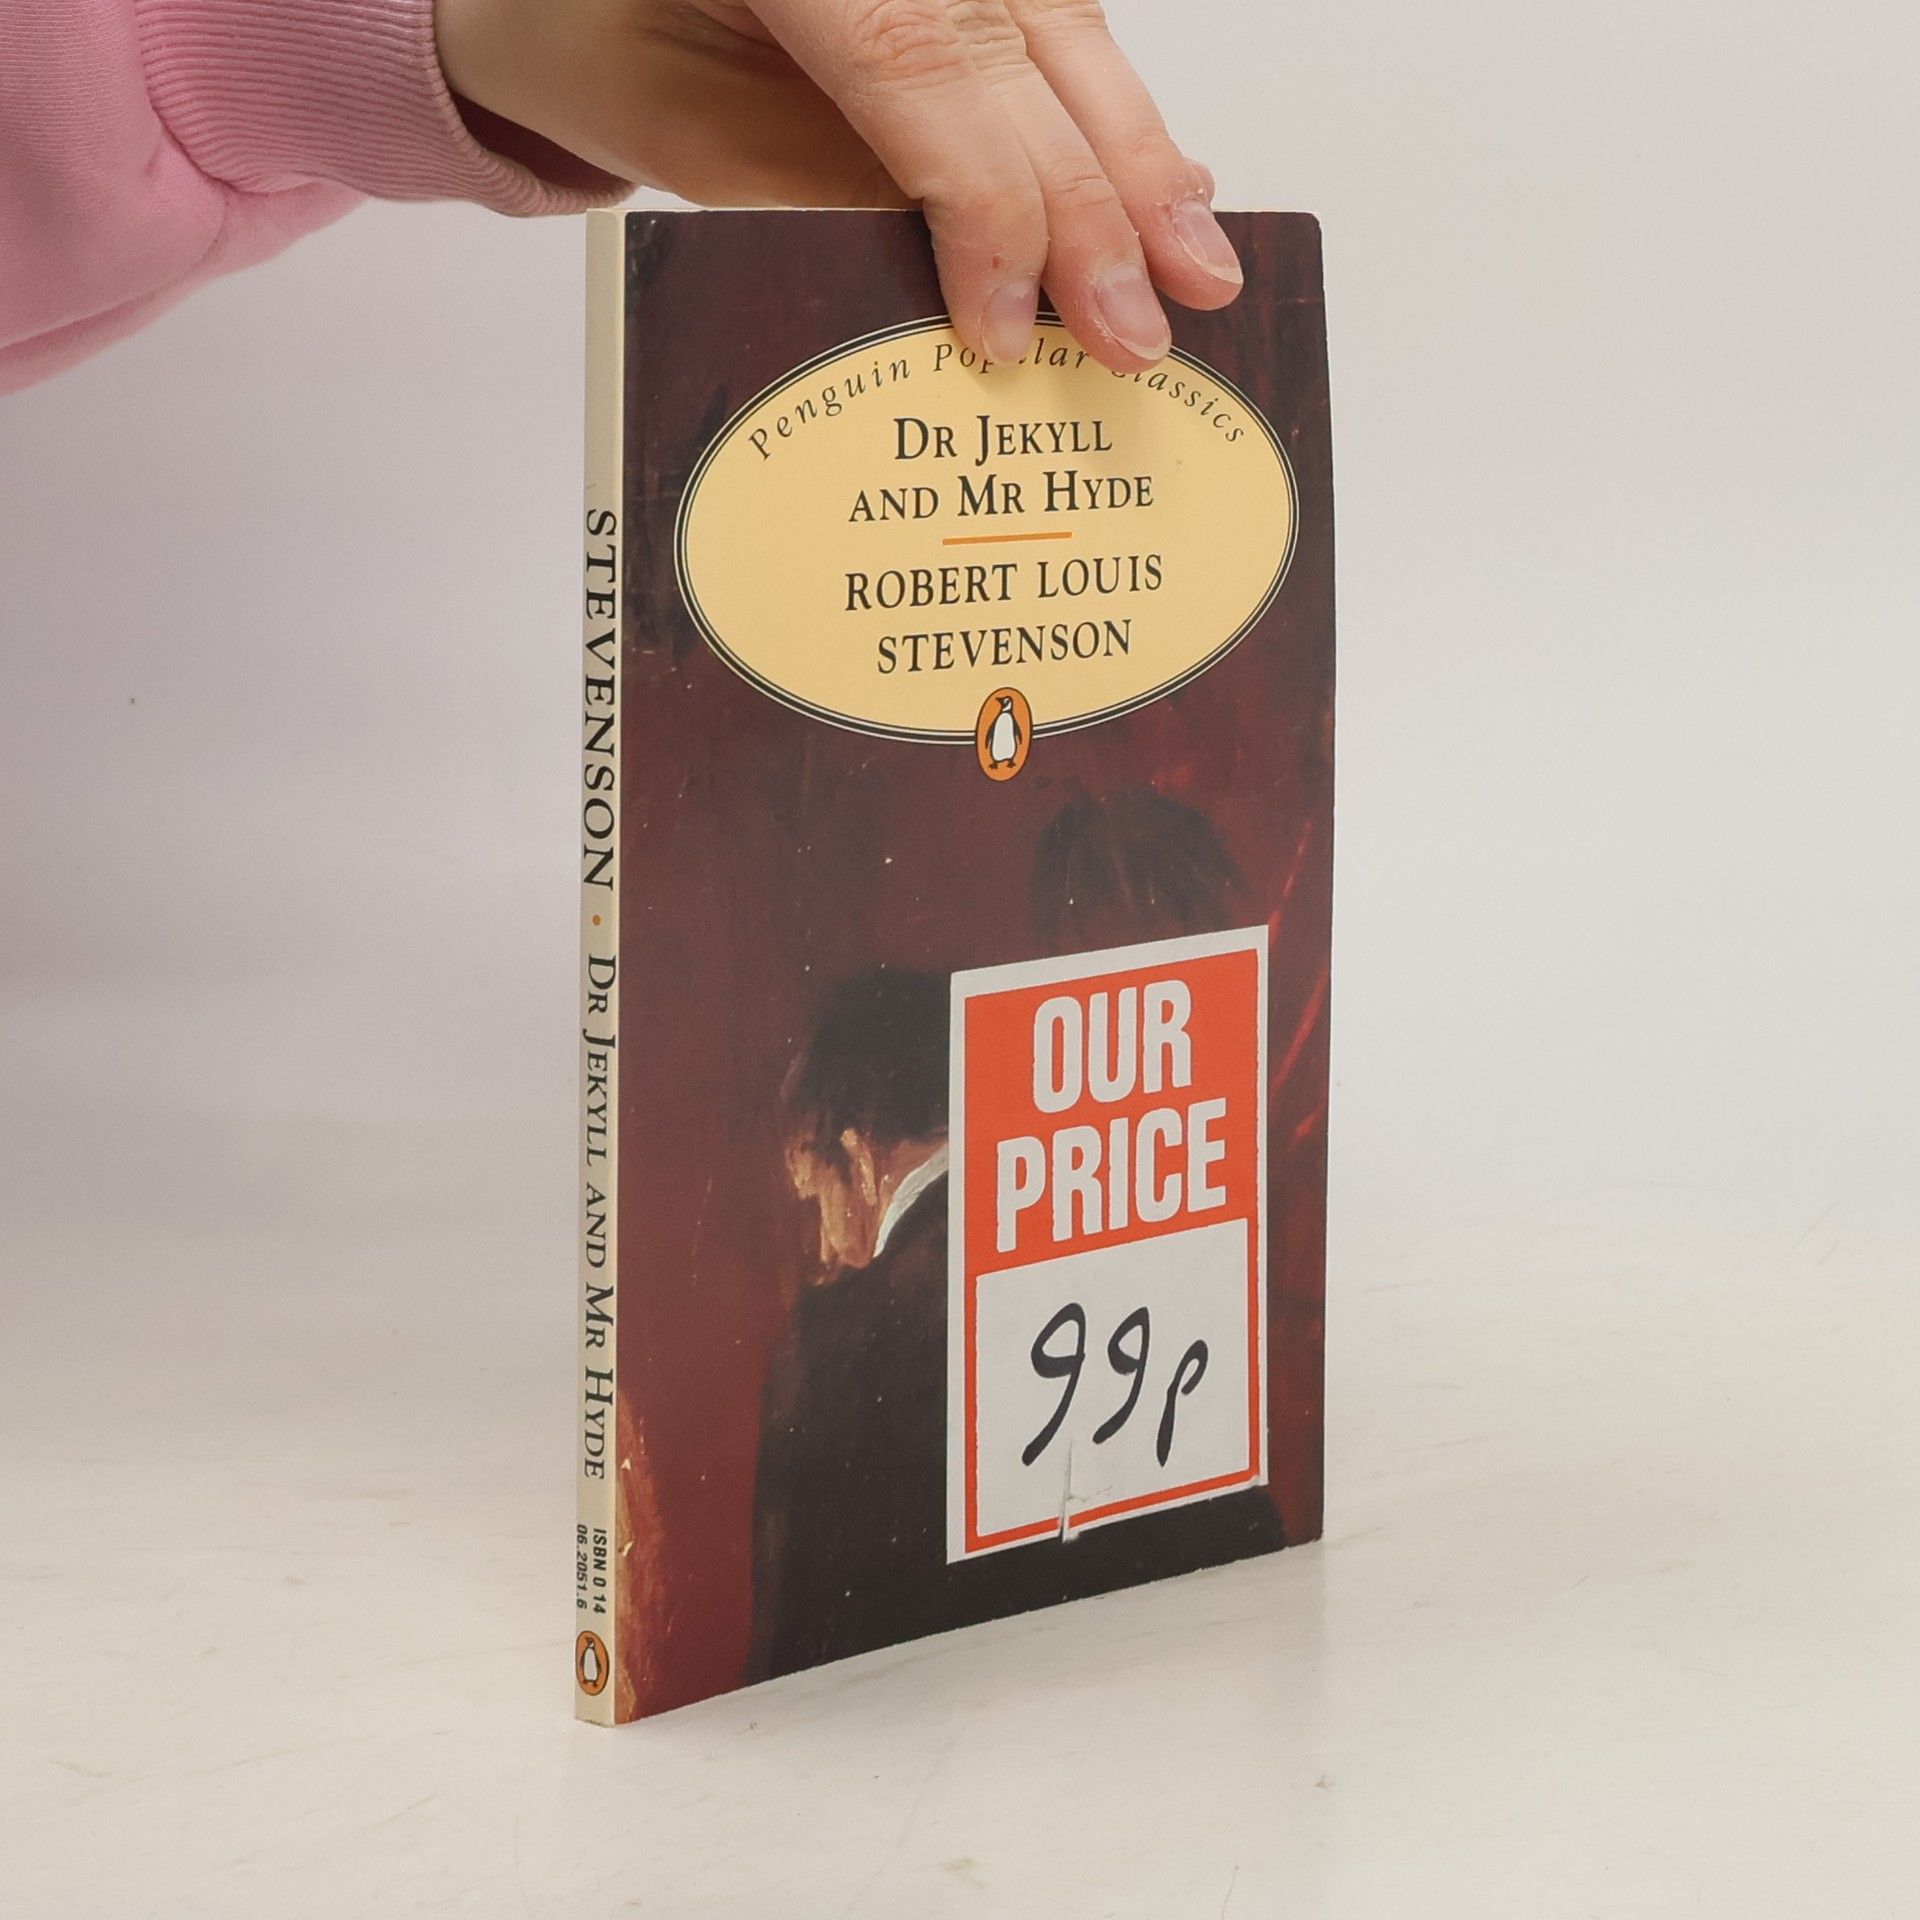 Penguin Popular Classics
DR JEKYLL
AND MR HYDE
ROBERT LOUIS
STEVENSON
OUR
PRICE
99p
STEVENSON · DR JEKYLL AND MR HYDE
ISBN 0 14
06.2051.6